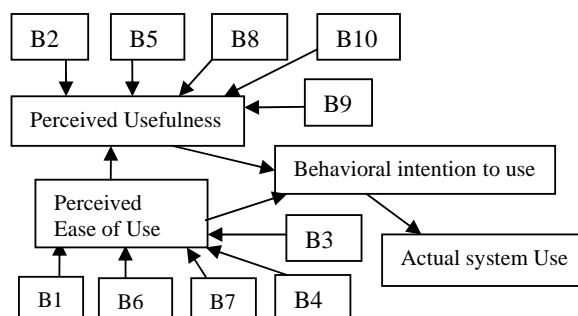 B2
B5
B8
B10
B9
Perceived Usefulness
Behavioral intention to use
Perceived
Ease of Use
B3
Actual system Use
B1
B6
B7
B4